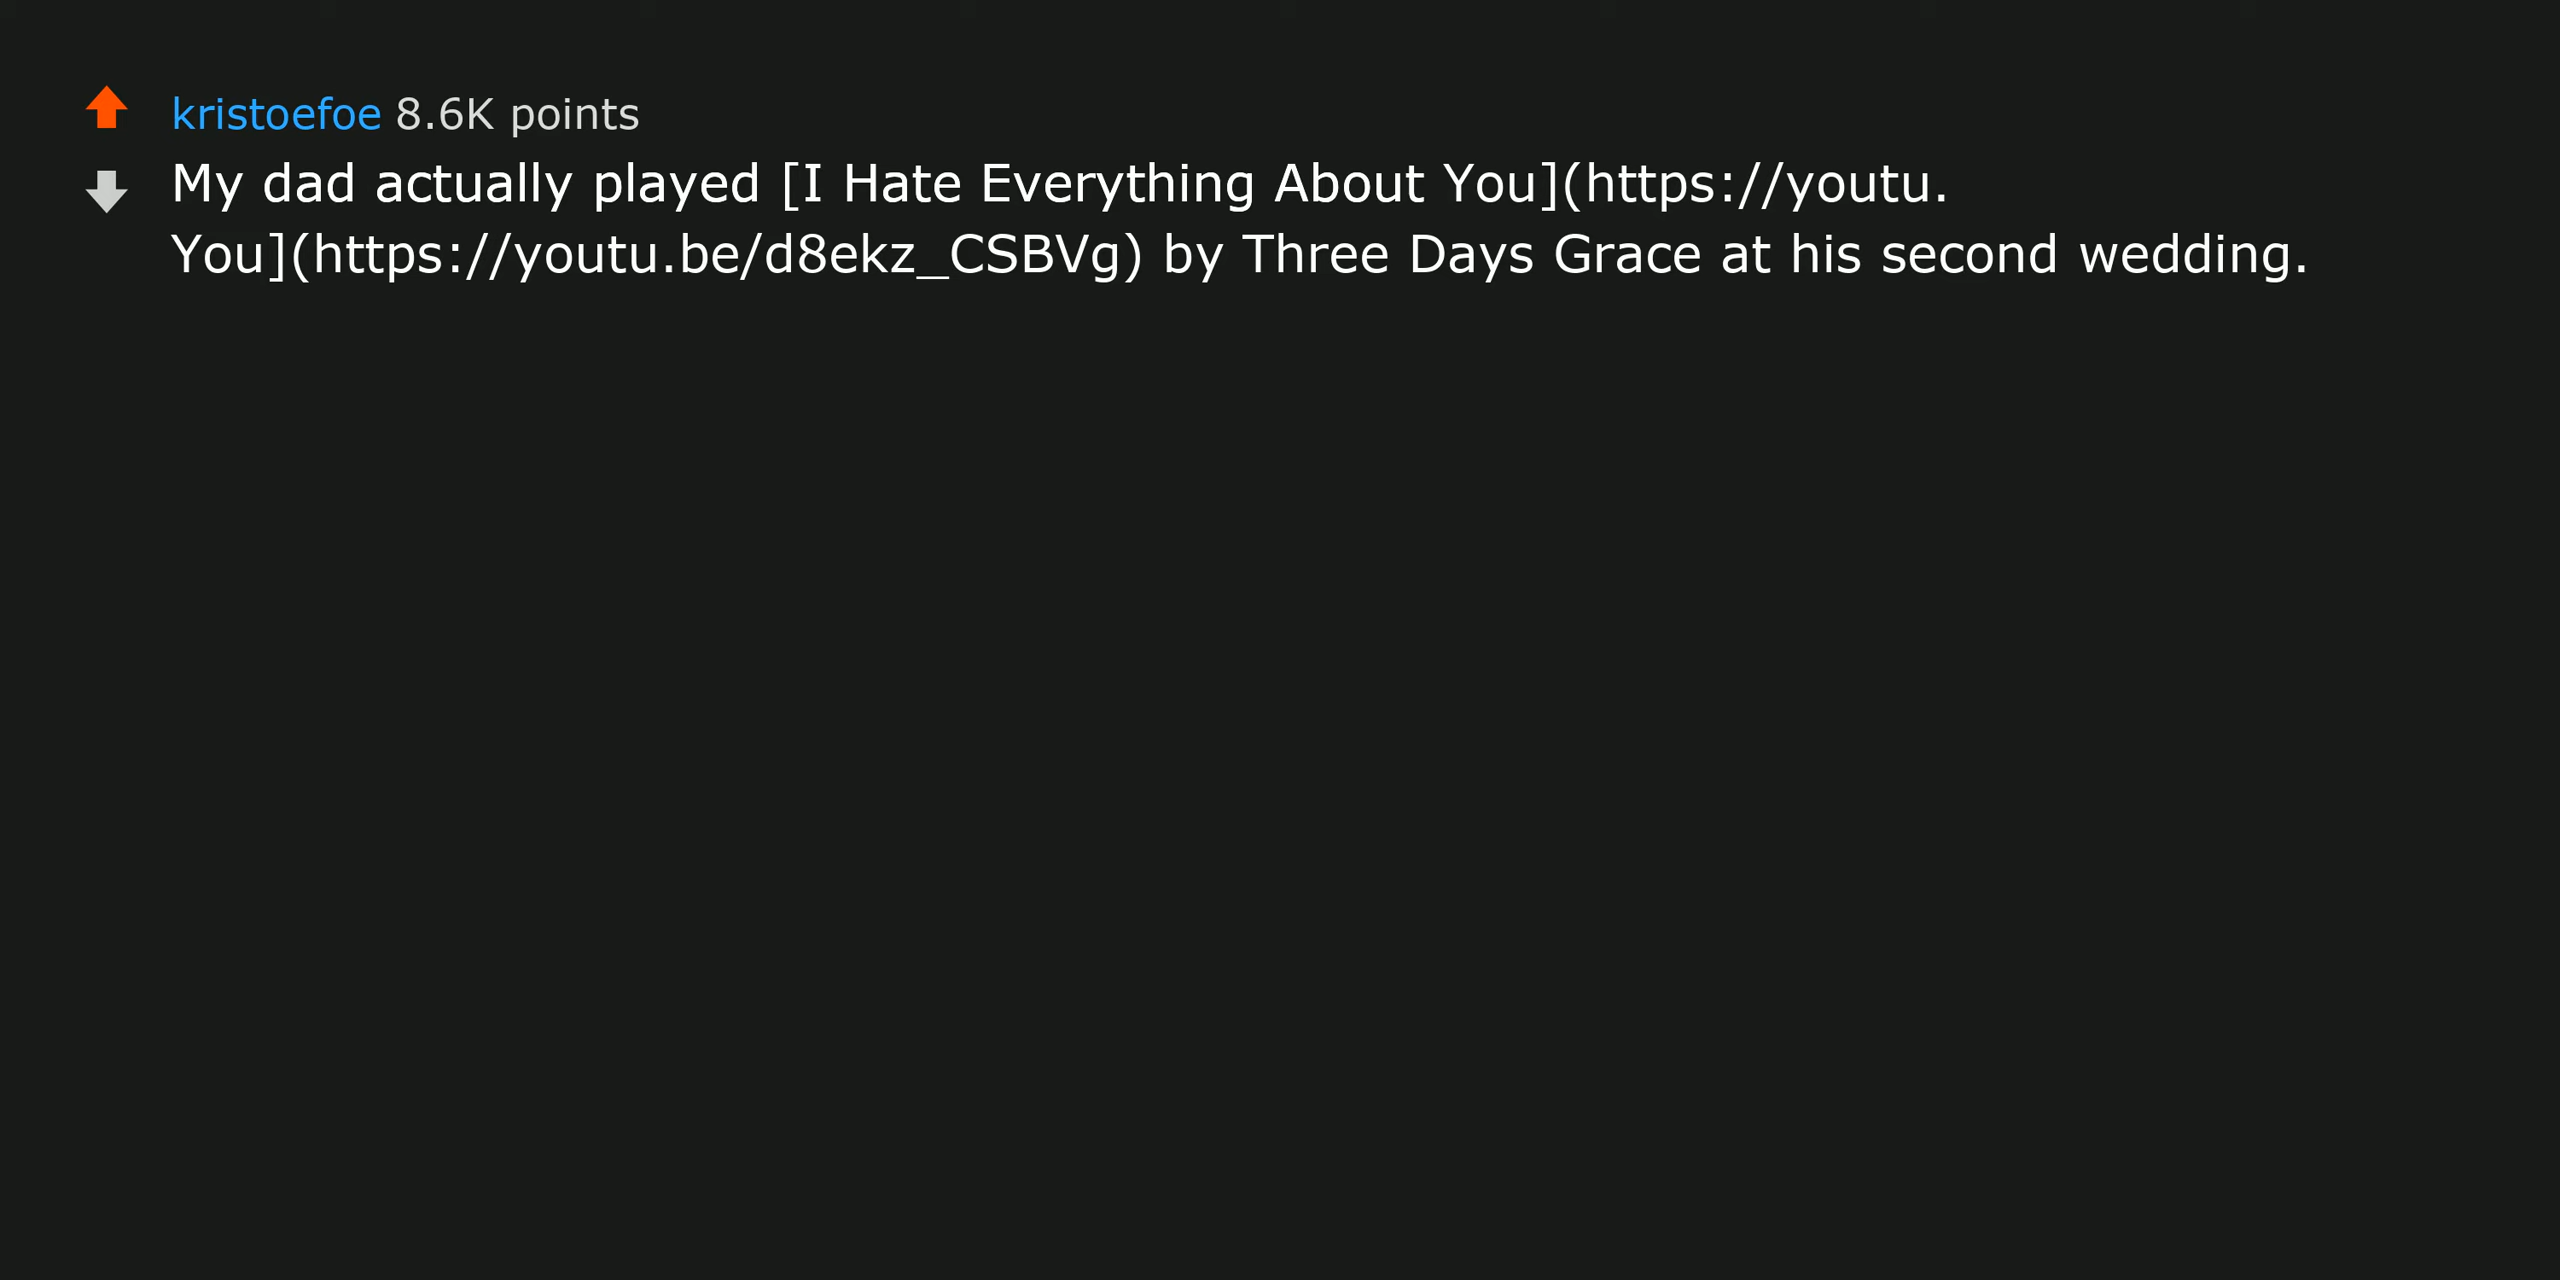 kristoefoe 8.6K points
My dad actually played [I Hate Everything About You](https://youtu.
You](https://youtu.be/d8ekz_CSBVg) by Three Days Grace at his second wedding.